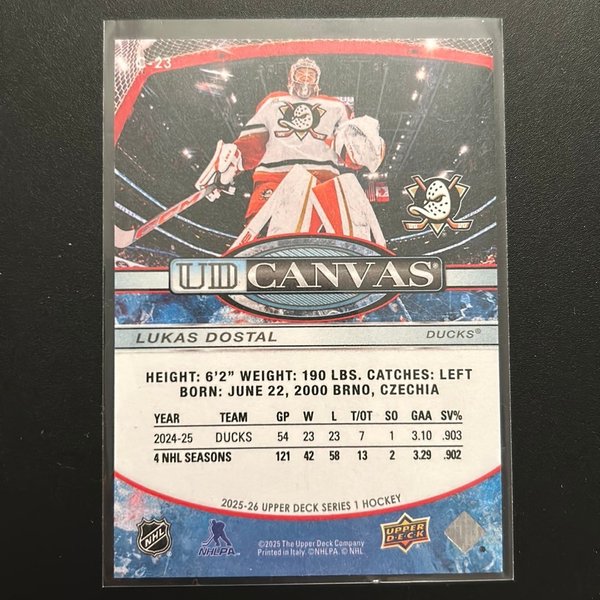 C-23
UD CANVAS®
LUKAS DOSTAL DUCKS®
HEIGHT: 6'2" WEIGHT: 190 LBS. CATCHES: LEFT
BORN: JUNE 22, 2000 BRNO, CZECHIA
YEAR TEAM GP W L T/OT SO GAA SV%
2024-25 DUCKS 54 23 23 7 1 3.10 .903
4 NHL SEASONS 121 42 58 13 2 3.29 .902
2025-26 UPPER DECK SERIES 1 HOCKEY
NHL NHLPA UPPER DECK
©2025 The Upper Deck Company
Printed in Italy. ©NHLPA. © NHL